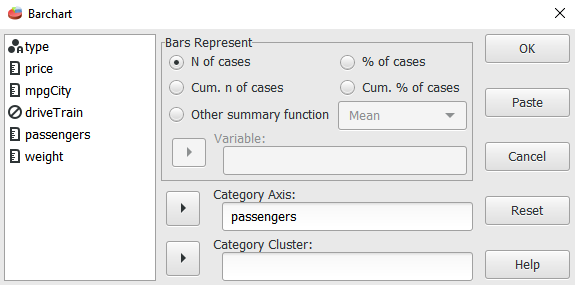 Barchart
type
price
mpgCity
driveTrain
passengers
weight
Bars Represent
N of cases
% of cases
Cum. n of cases
Cum. % of cases
Other summary function
Mean
Variable:
Category Axis:
passengers
Category Cluster:
OK
Paste
Cancel
Reset
Help